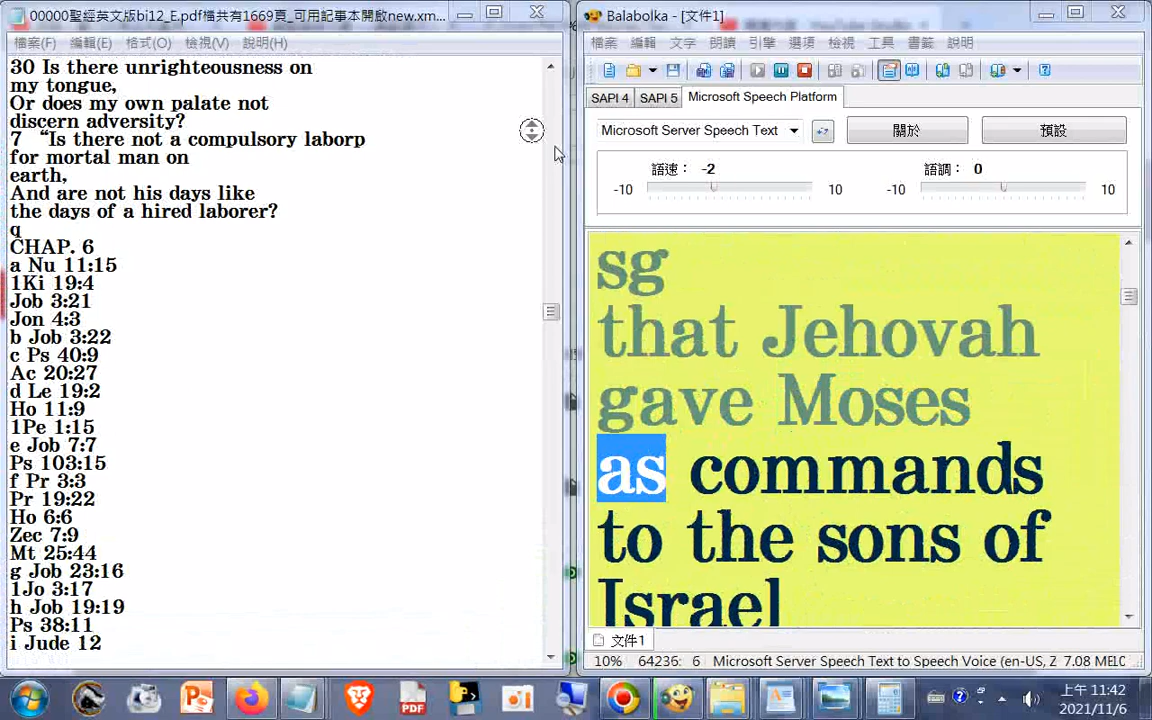 00000聖經英文版bi12_E.pdf檔共有1669頁_可用記事本開啟new.xm...
檔案(F) 編輯(E) 格式(O) 檢視(V) 說明(H)
30 Is there unrighteousness on
my tongue,
Or does my own palate not
discern adversity?
7 “Is there not a compulsory laborp
for mortal man on
earth,
And are not his days like
the days of a hired laborer?
q
CHAP. 6
a Nu 11:15
1Ki 19:4
Job 3:21
Jon 4:3
b Job 3:22
c Ps 40:9
Ac 20:27
d Le 19:2
Ho 11:9
1Pe 1:15
e Job 7:7
Ps 103:15
f Pr 3:3
Pr 19:22
Ho 6:6
Zec 7:9
Mt 25:44
g Job 23:16
1Jo 3:17
h Job 19:19
Ps 38:11
i Jude 12
Balabolka - [文件1]
檔案 編輯 文字 朗讀 引擎 選項 檢視 工具 書籤 說明
SAPI 4 SAPI 5 Microsoft Speech Platform
Microsoft Server Speech Text
關於
預設
語速： -2
語調： 0
-10 10 -10 10
sg
that Jehovah
gave Moses
as commands
to the sons of
Israel
文件1
10% 64236: 6 Microsoft Server Speech Text to Speech Voice (en-US, Z 7.08
PDF
上午 11:42
2021/11/6